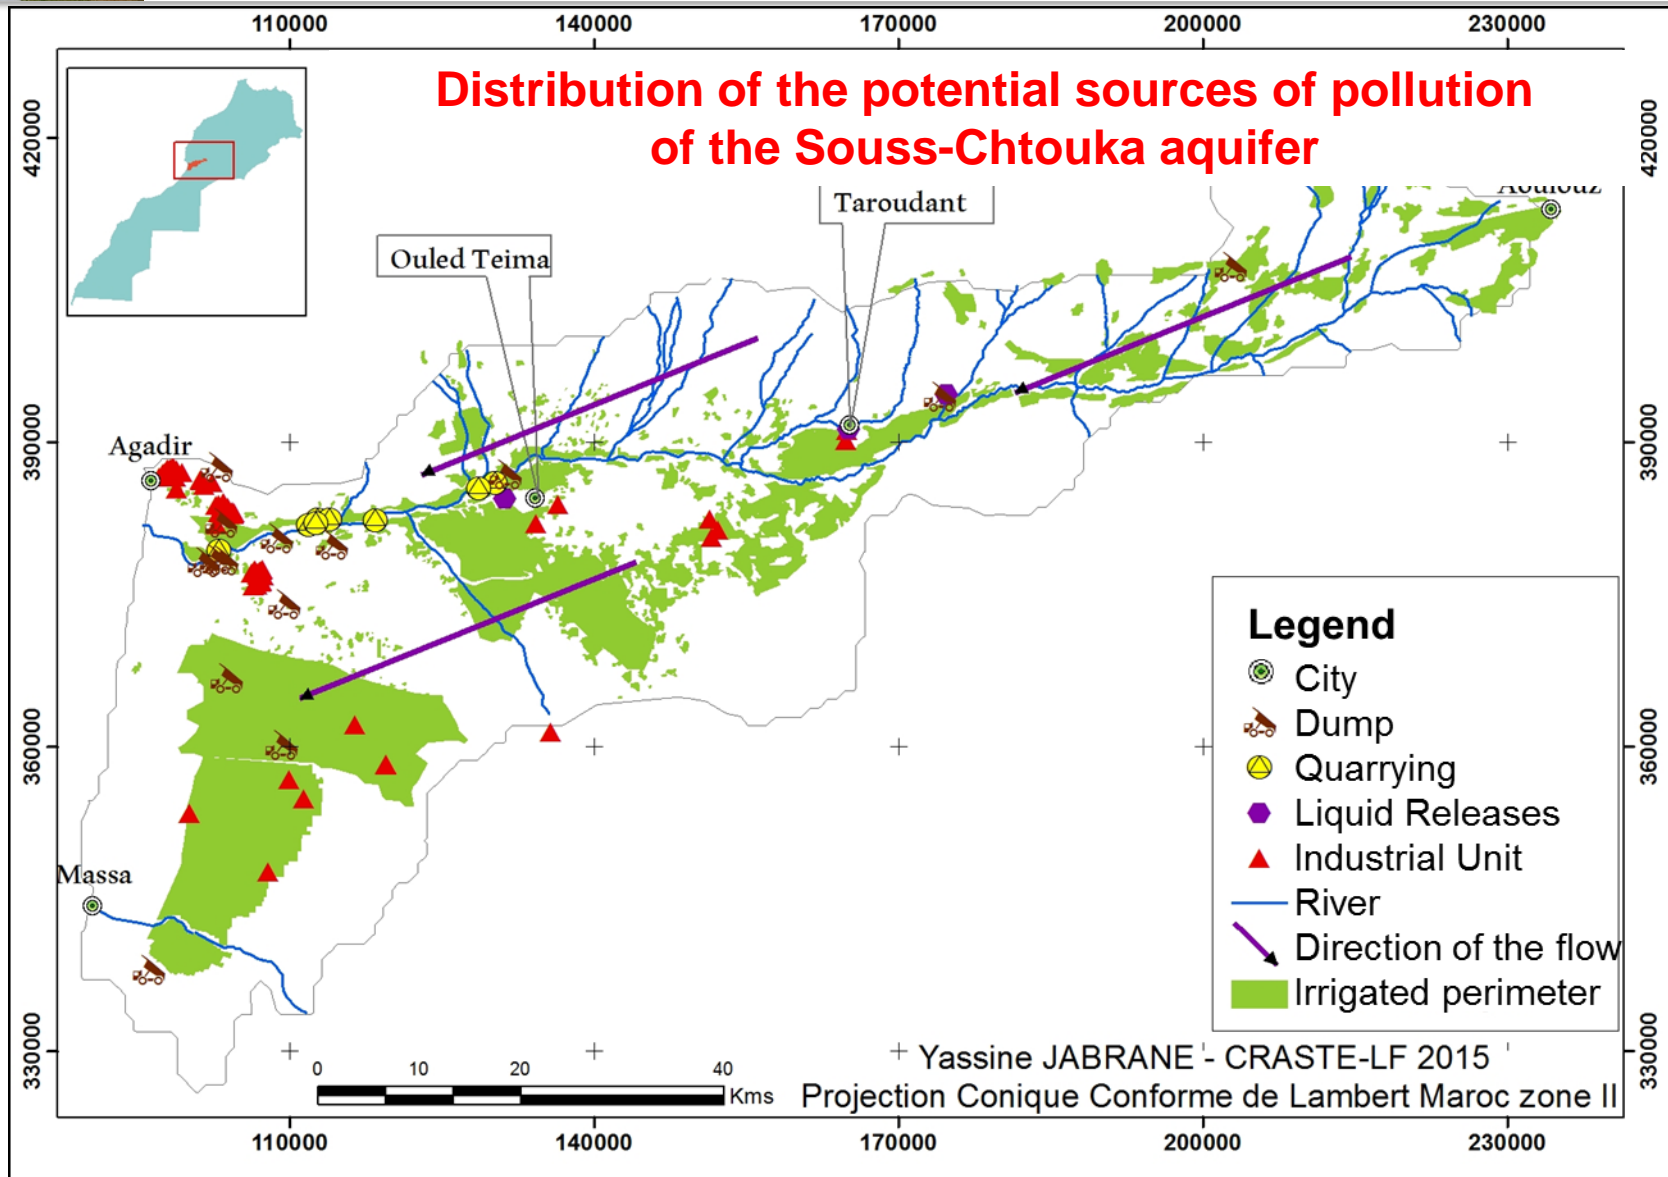 110000 140000 170000 200000 230000
Distribution of the potential sources of pollution
of the Souss-Chtouka aquifer
420000 420000
Aoulouz
Taroudant
Ouled Teima
Agadir
390000 390000
Legend
City
Dump
Quarrying
Liquid Releases
Industrial Unit
River
Direction of the flow
Irrigated perimeter
360000 360000
Massa
330000 330000
0 10 20 40
Kms
Yassine JABRANE - CRASTE-LF 2015
Projection Conique Conforme de Lambert Maroc zone II
110000 140000 170000 200000 230000